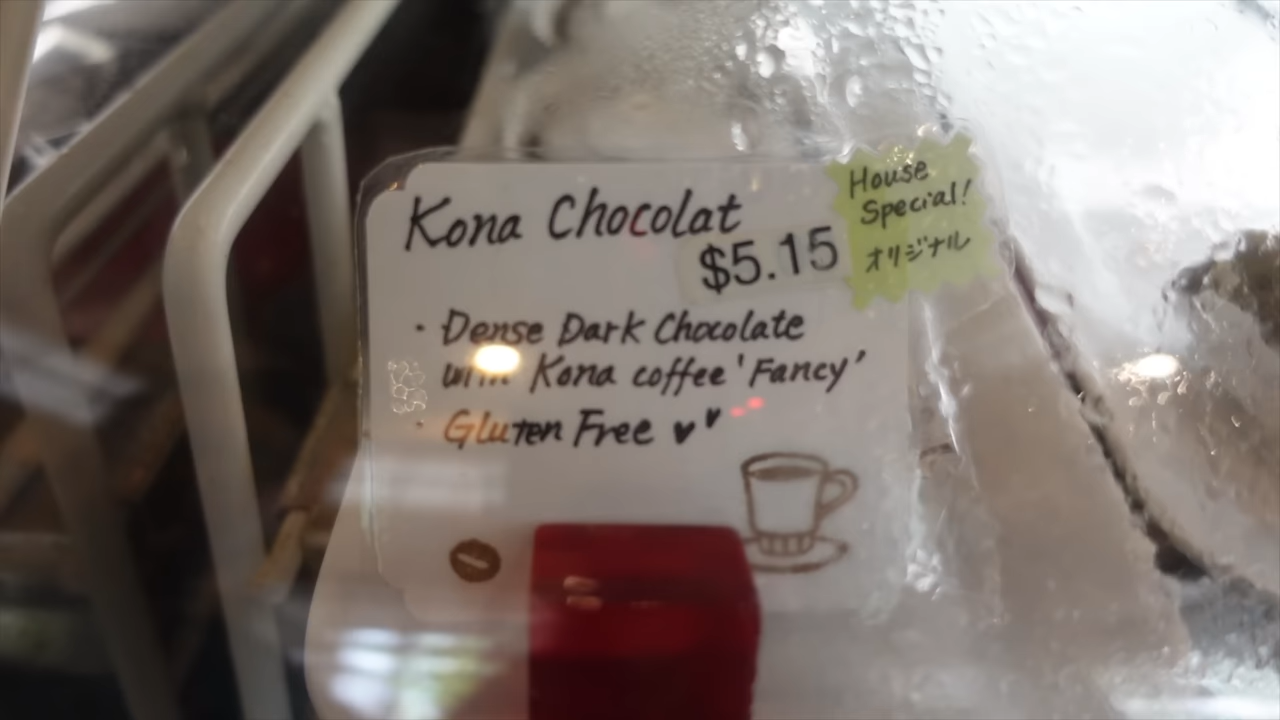 Kona Chocolat
$5.15
House
Special!
オリジナル
· Dense Dark Chocolate
with Kona coffee 'Fancy'
· Gluten Free ♥♥